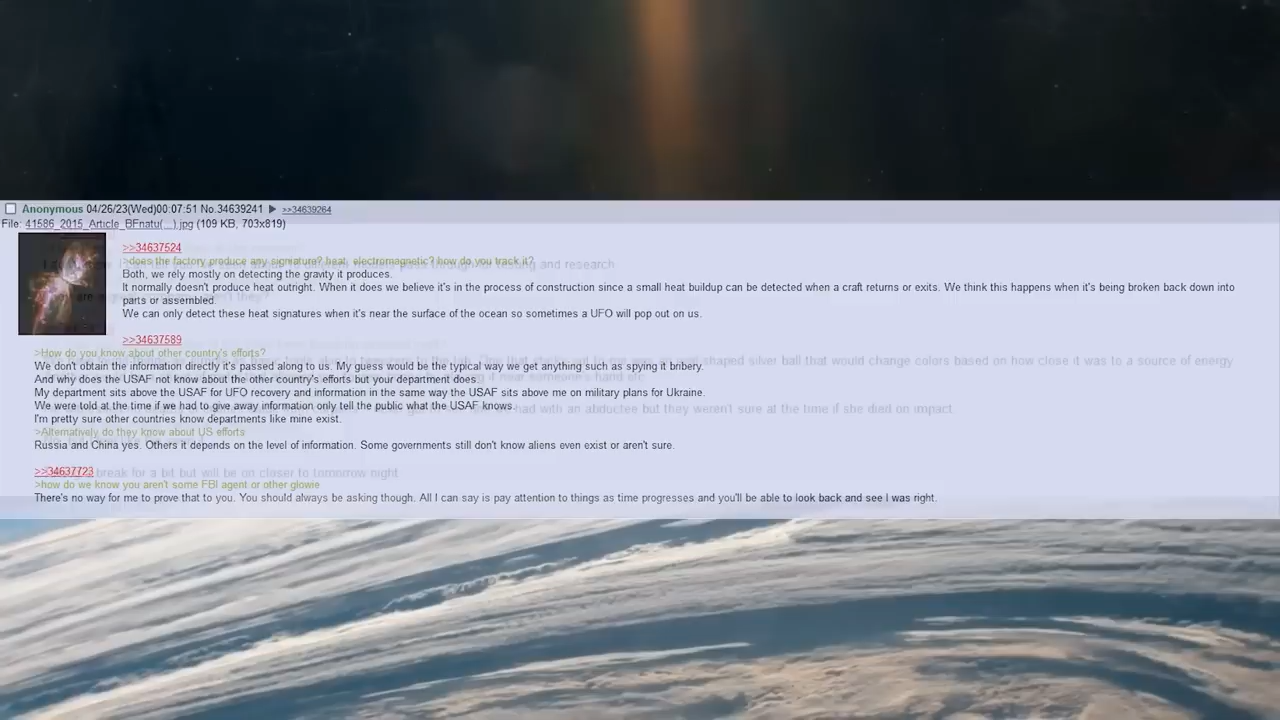 Anonymous 04/26/23(Wed)00:07:51 No.34639241 ▶ >>34639264
File: 41586_2015_Article_BFnatu(...).jpg (109 KB, 703x819)
>>34637524
>does the factory produce any signature? heat, electromagnetic? how do you track it?
Both, we rely mostly on detecting the gravity it produces.
It normally doesn't produce heat outright. When it does we believe it's in the process of construction since a small heat buildup can be detected when a craft returns or exits. We think this happens when it's being broken back down into
parts or assembled.
We can only detect these heat signatures when it's near the surface of the ocean so sometimes a UFO will pop out on us.
>>34637589
>How do you know about other country's efforts?
We don't obtain the information directly it's passed along to us. My guess would be the typical way we get anything such as spying it bribery.
And why does the USAF not know about the other country's efforts but your department does.
My department sits above the USAF for UFO recovery and information in the same way the USAF sits above me on military plans for Ukraine.
We were told at the time if we had to give away information only tell the public what the USAF knows.
I'm pretty sure other countries know departments like mine exist.
>Alternatively do they know about US efforts
Russia and China yes. Others it depends on the level of information. Some governments still don't know aliens even exist or aren't sure.
>>34637723
break for a bit but will be on closer to tomorrow night
>how do we know you aren't some FBI agent or other glowie
There's no way for me to prove that to you. You should always be asking though. All I can say is pay attention to things as time progresses and you'll be able to look back and see I was right.